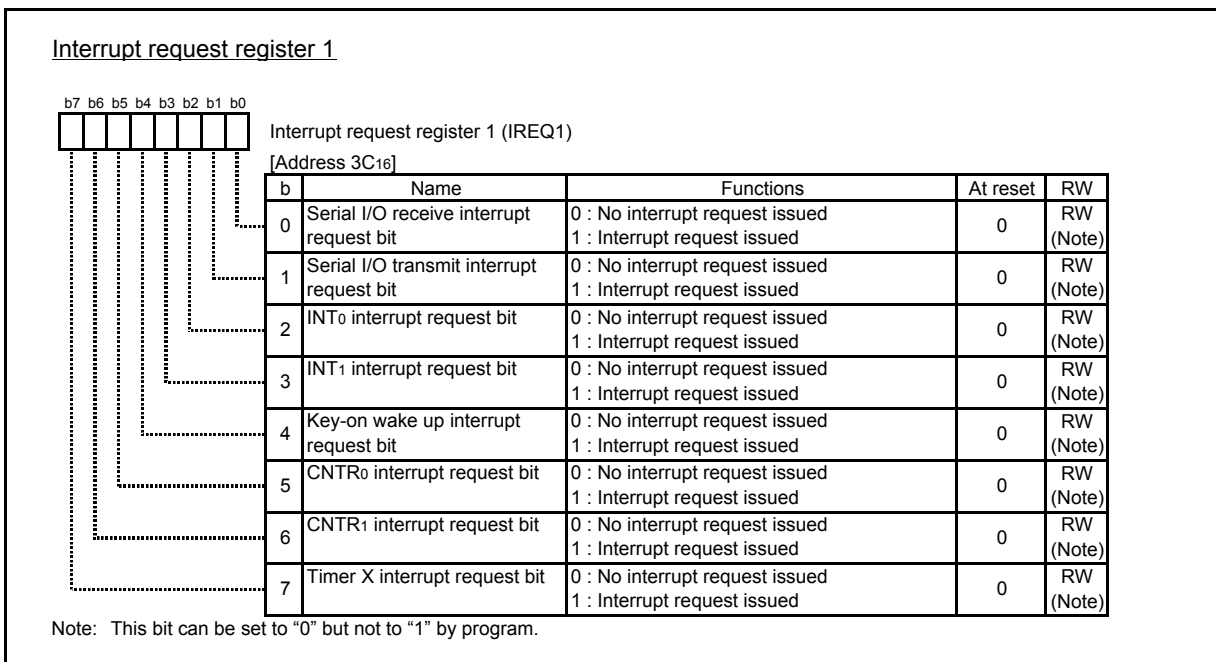 Interrupt request register 1
b7 b6 b5 b4 b3 b2 b1 b0
Interrupt request register 1 (IREQ1)
[Address 3C16]
b Name Functions At reset RW
0 Serial I/O receive interrupt request bit 0 : No interrupt request issued 1 : Interrupt request issued 0 RW (Note)
1 Serial I/O transmit interrupt request bit 0 : No interrupt request issued 1 : Interrupt request issued 0 RW (Note)
2 INT0 interrupt request bit 0 : No interrupt request issued 1 : Interrupt request issued 0 RW (Note)
3 INT1 interrupt request bit 0 : No interrupt request issued 1 : Interrupt request issued 0 RW (Note)
4 Key-on wake up interrupt request bit 0 : No interrupt request issued 1 : Interrupt request issued 0 RW (Note)
5 CNTR0 interrupt request bit 0 : No interrupt request issued 1 : Interrupt request issued 0 RW (Note)
6 CNTR1 interrupt request bit 0 : No interrupt request issued 1 : Interrupt request issued 0 RW (Note)
7 Timer X interrupt request bit 0 : No interrupt request issued 1 : Interrupt request issued 0 RW (Note)
Note: This bit can be set to “0” but not to “1” by program.